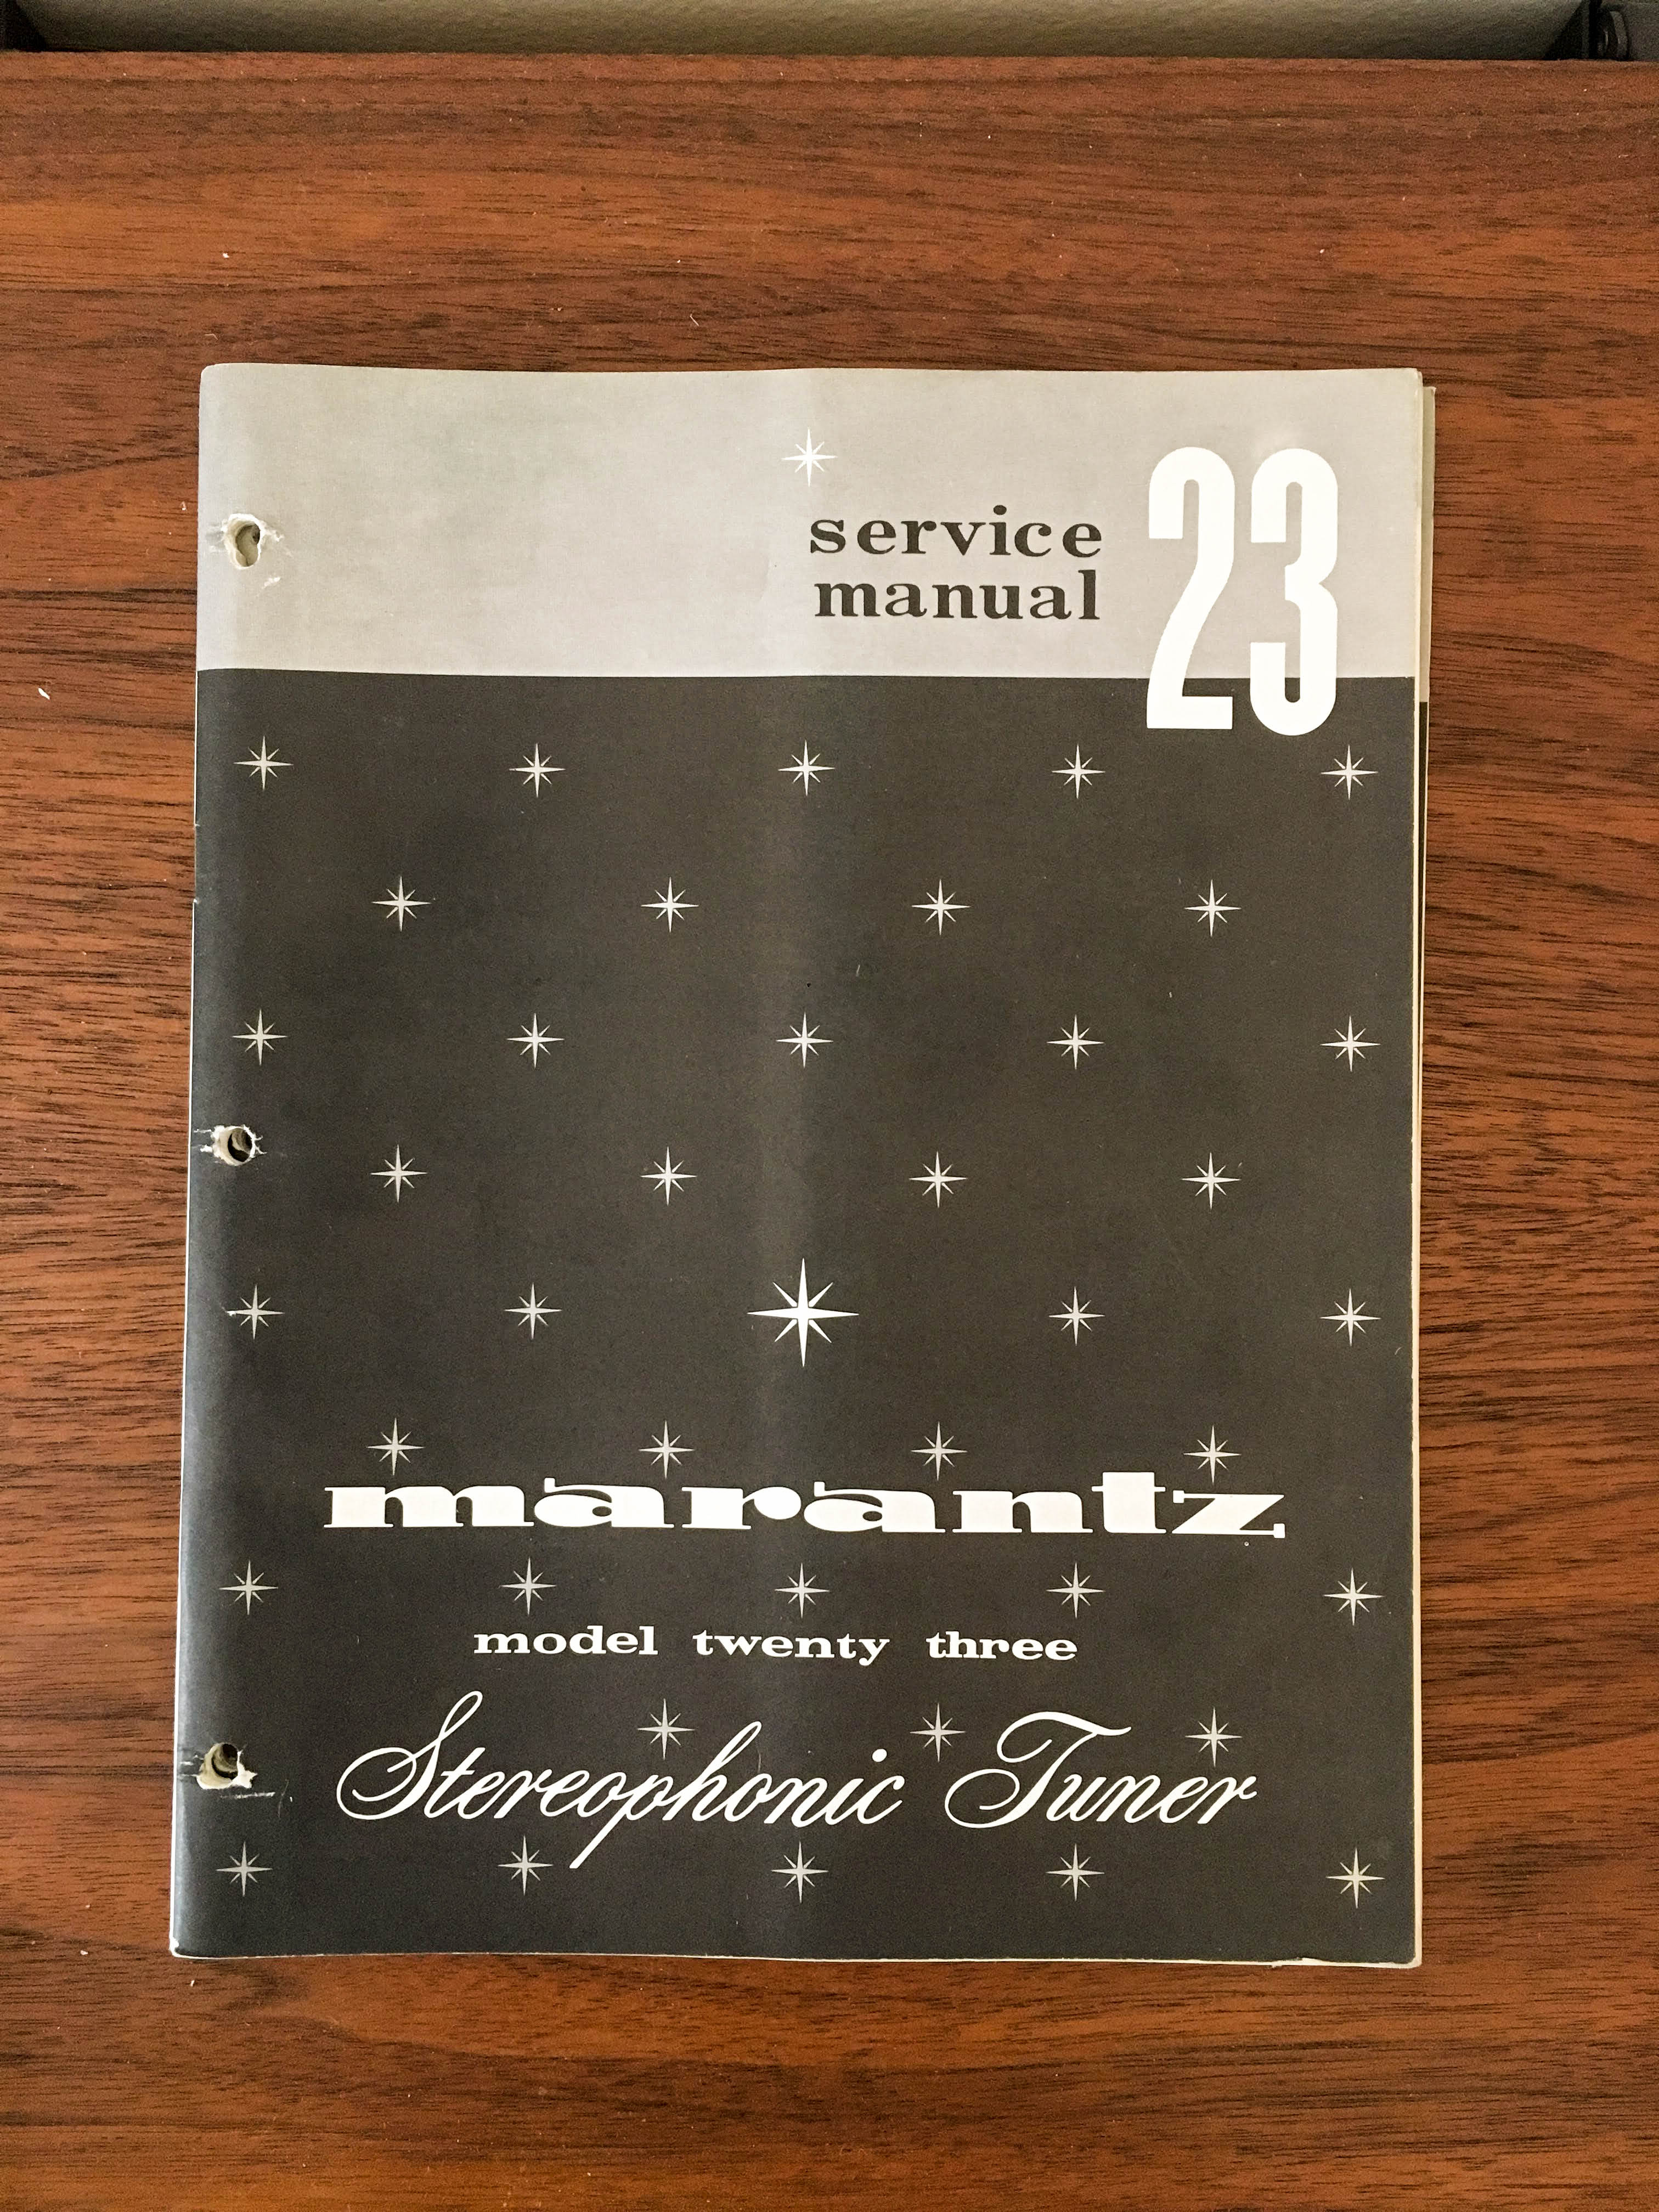 service
manual
23
marantz
model twenty three
Stereophonic Tuner